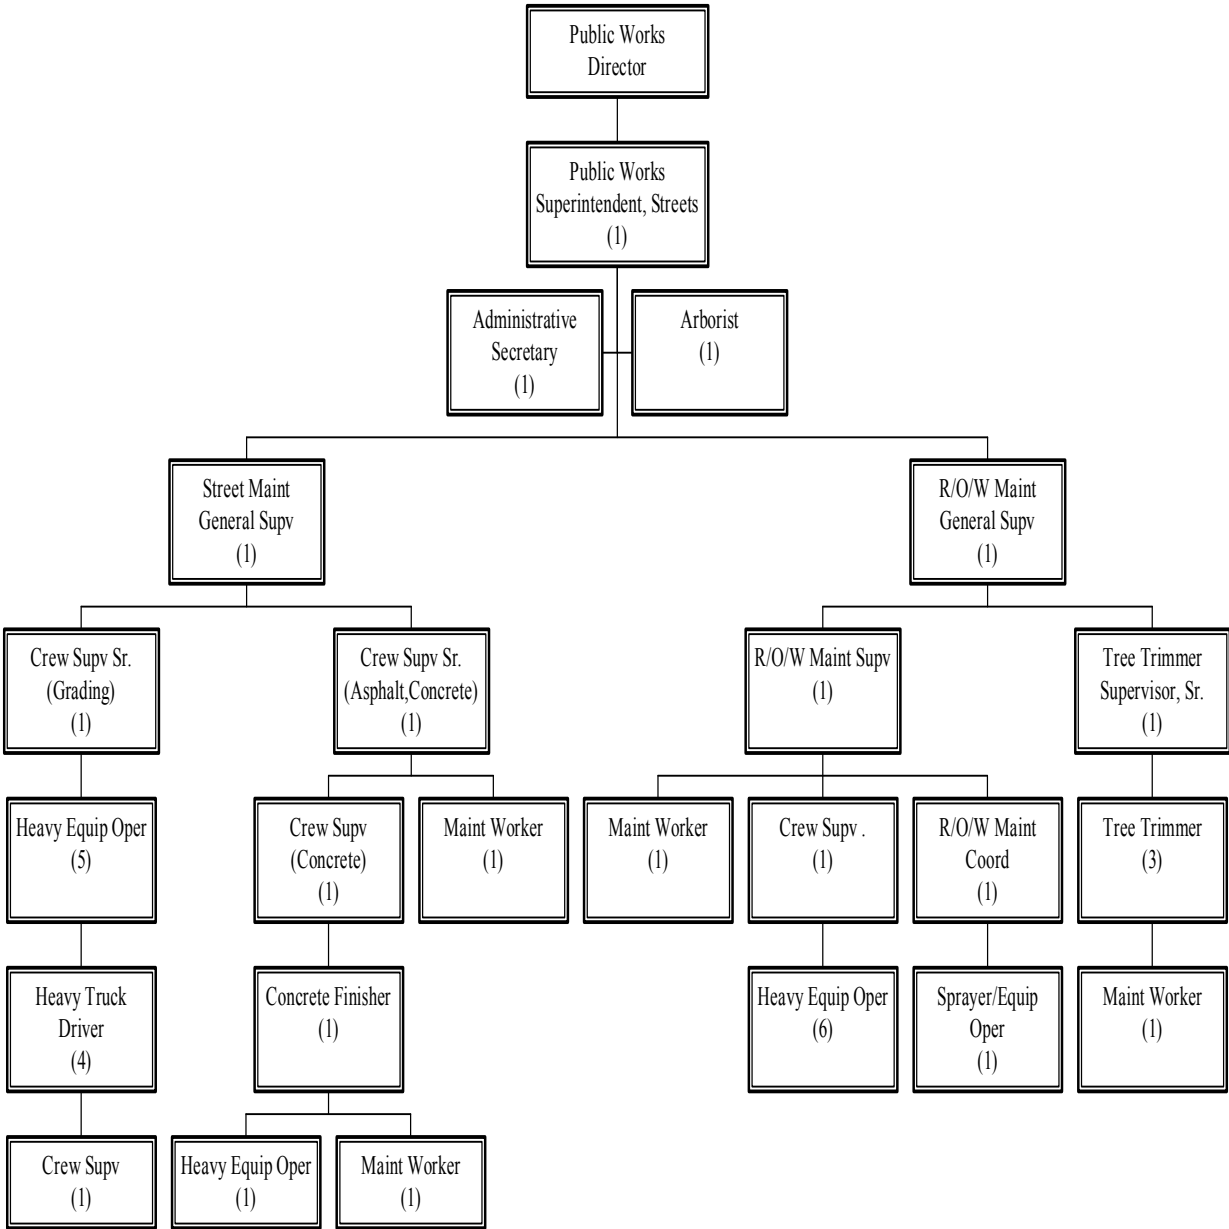 Public Works
Director
Public Works
Superintendent, Streets
(1)
Administrative
Secretary
(1)
Arborist
(1)
Street Maint
General Supv
(1)
R/O/W Maint
General Supv
(1)
Crew Supv Sr.
(Grading)
(1)
Crew Supv Sr.
(Asphalt,Concrete)
(1)
R/O/W Maint Supv
(1)
Tree Trimmer
Supervisor, Sr.
(1)
Heavy Equip Oper
(5)
Crew Supv
(Concrete)
(1)
Maint Worker
(1)
Maint Worker
(1)
Crew Supv .
(1)
R/O/W Maint
Coord
(1)
Tree Trimmer
(3)
Heavy Truck
Driver
(4)
Concrete Finisher
(1)
Heavy Equip Oper
(6)
Sprayer/Equip
Oper
(1)
Maint Worker
(1)
Crew Supv
(1)
Heavy Equip Oper
(1)
Maint Worker
(1)